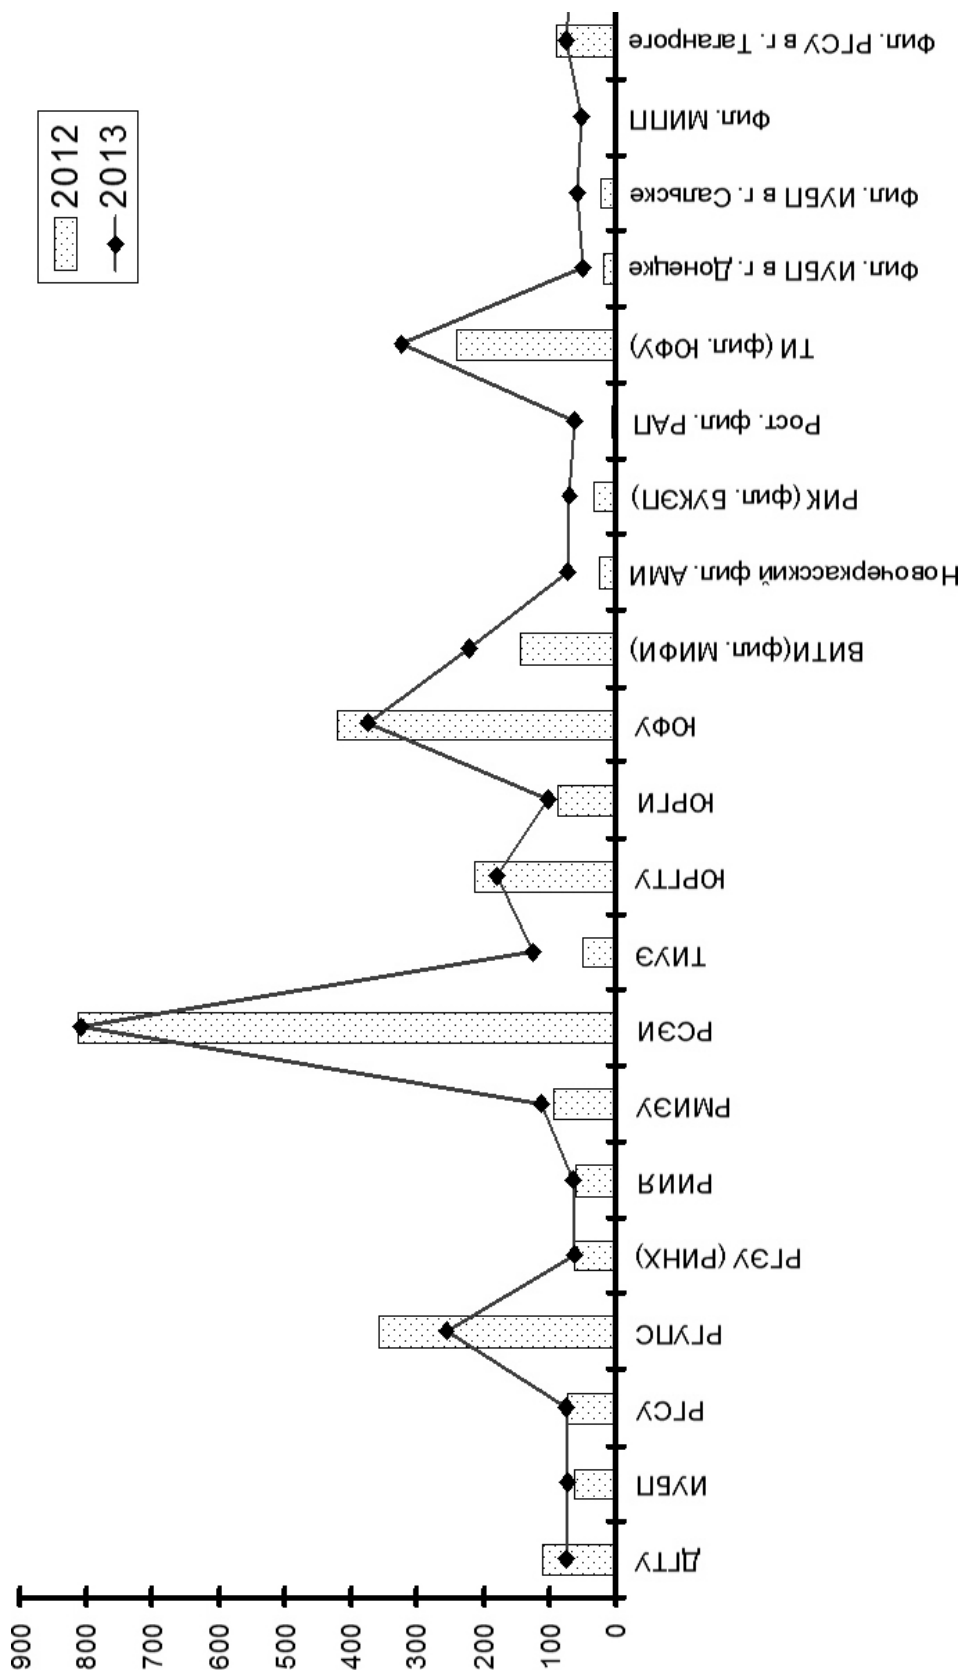 2012
2013
900
800
700
600
500
400
300
200
100
0
ДГТУ
ИУБП
РГСУ
РГУПС
РГЭУ (РИНХ)
РИИЯ
РМИЭУ
РСЭИ
ТИУЭ
ЮРГТУ
ЮРГИ
ЮФУ
ВИТИ(фил. МИФИ)
Новочеркасский фил. АМИ
РИК (фил. БУКЭП)
Рост. фил. РАП
ТИ (фил. ЮФУ)
Фил. ИУБП в г. Донецке
Фил. ИУБП в г. Сальске
Фил. МИПП
Фил. РГСУ в г. Таганроге